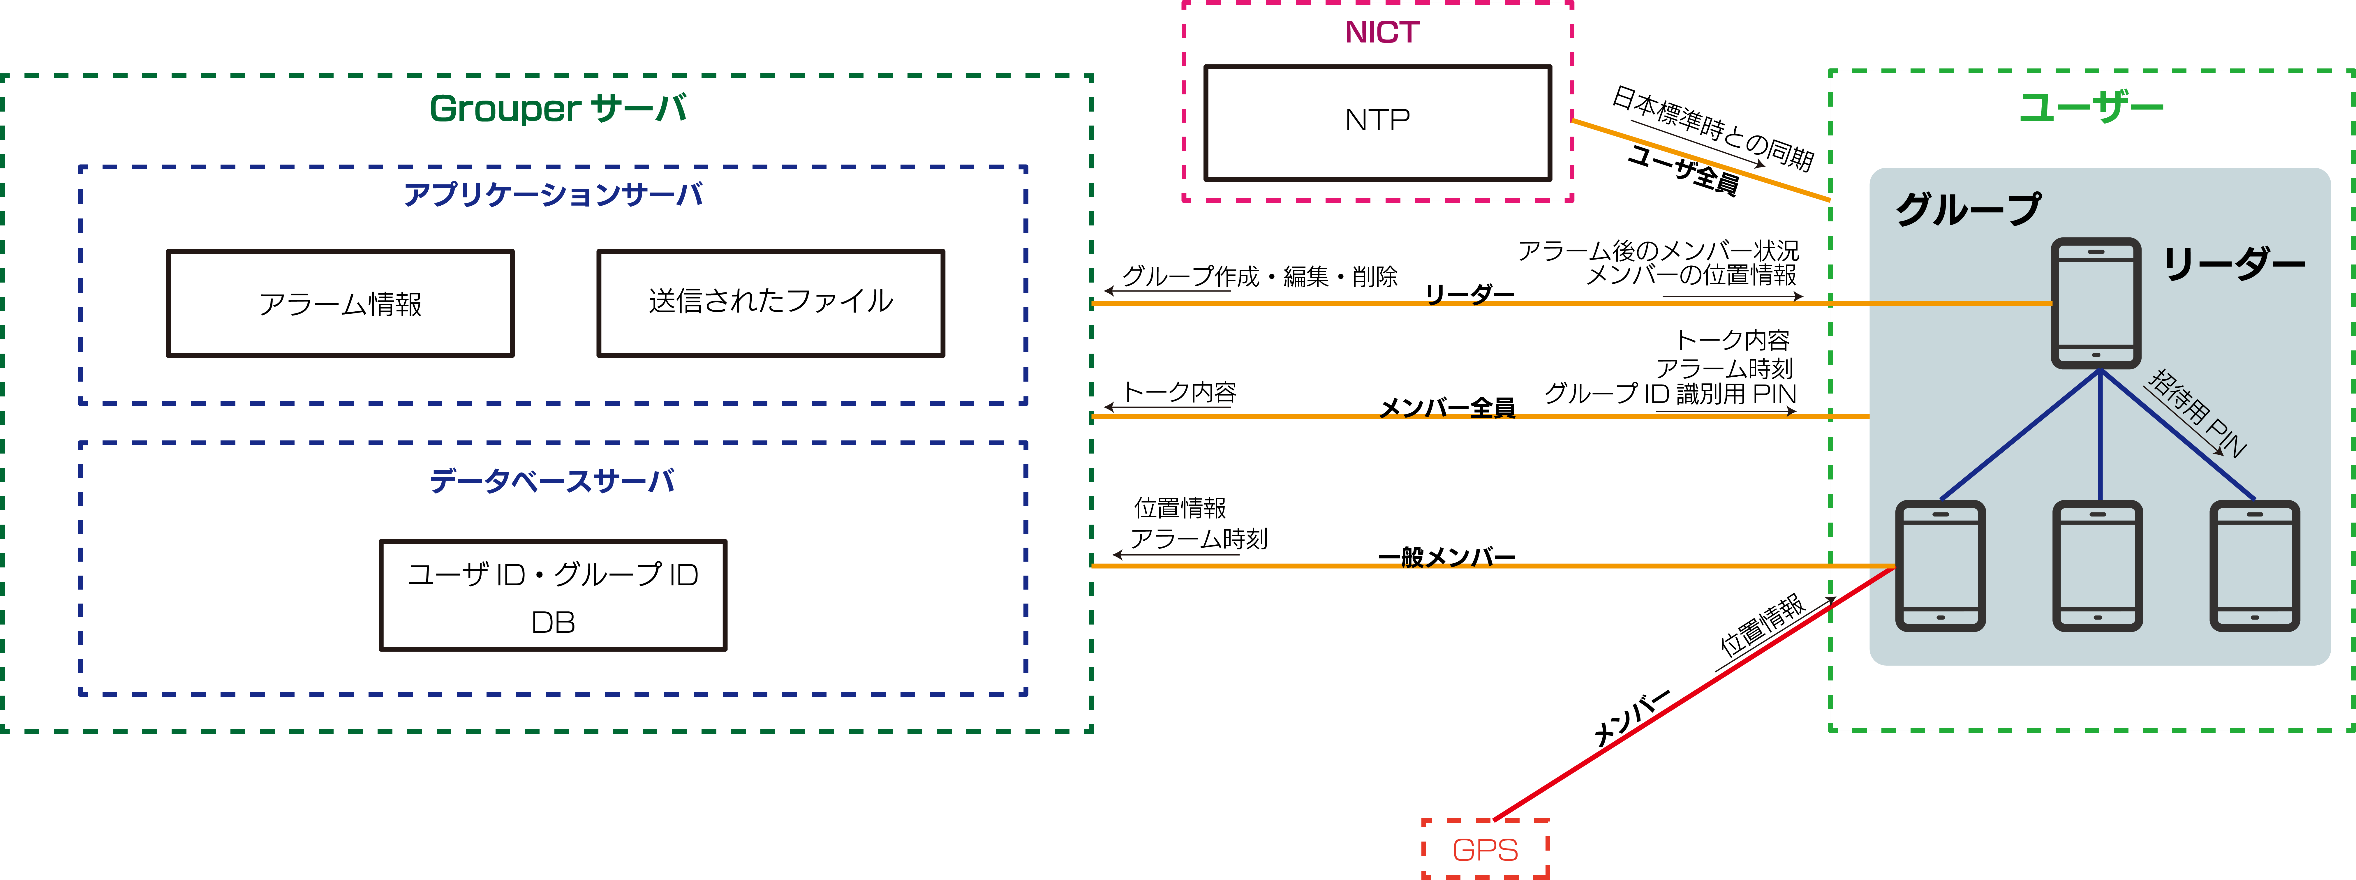 NICT
NTP
Grouper サーバ
アプリケーションサーバ
アラーム情報
送信されたファイル
データベースサーバ
ユーザ ID・グループ ID
DB
日本標準時との同期
ユーザ全員
グループ作成・編集・削除
リーダー
アラーム後のメンバー状況
メンバーの位置情報
トーク内容
メンバー全員
トーク内容
アラーム時刻
グループ ID 識別用 PIN
位置情報
アラーム時刻
一般メンバー
位置情報
メンバー
GPS
ユーザー
グループ
リーダー
招待用 PIN